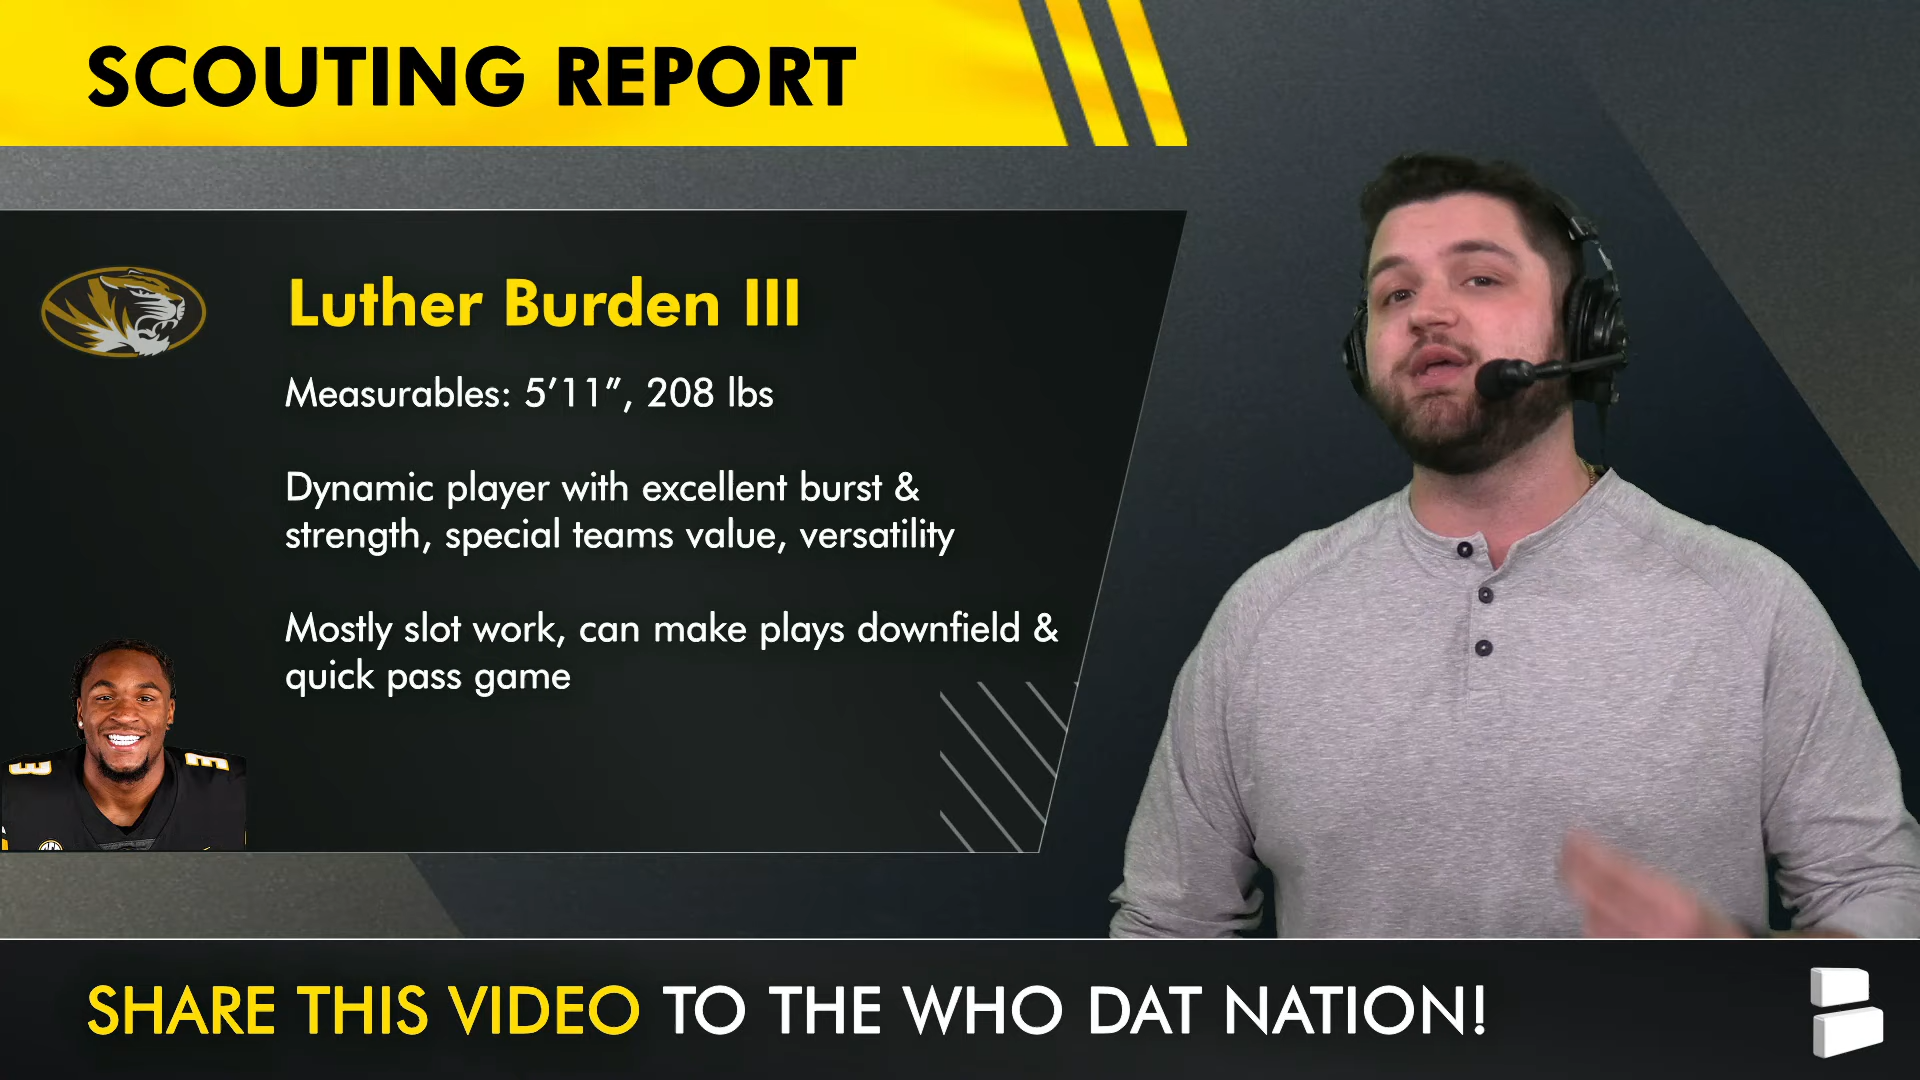 SCOUTING REPORT
Luther Burden III
Measurables: 5’11”, 208 lbs
Dynamic player with excellent burst &
strength, special teams value, versatility
Mostly slot work, can make plays downfield &
quick pass game
3 3
SHARE THIS VIDEO TO THE WHO DAT NATION!